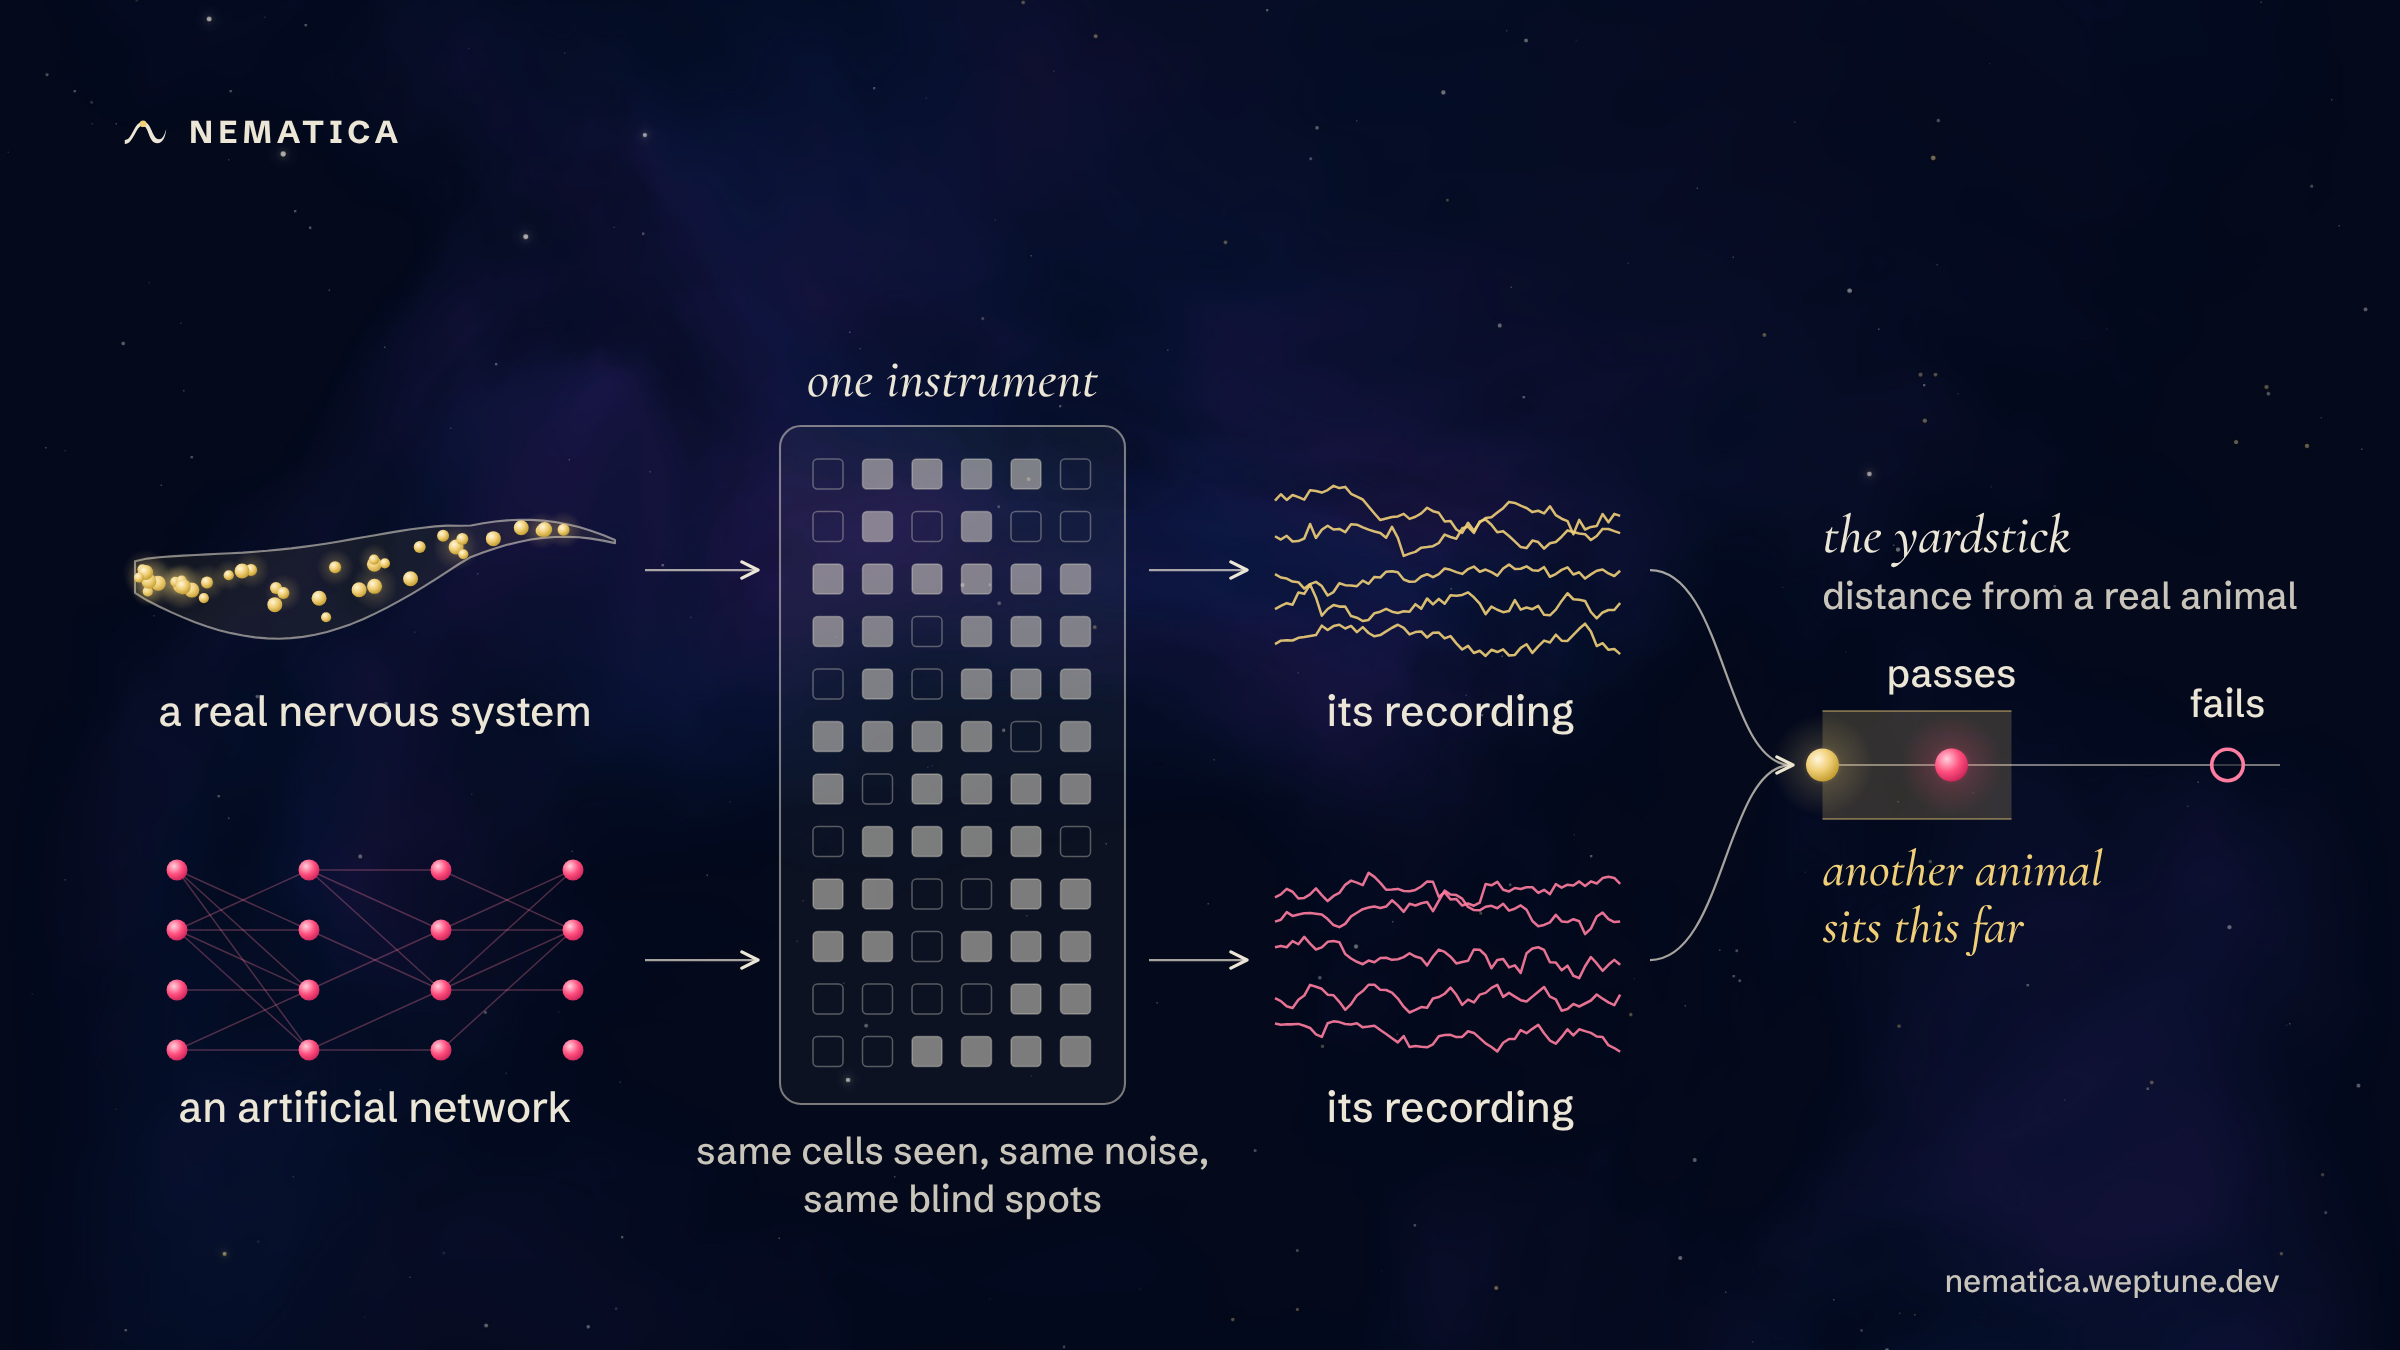 NEMATICA
one instrument
a real nervous system
its recording
the yardstick
distance from a real animal
passes
fails
another animal
sits this far
an artificial network
its recording
same cells seen, same noise,
same blind spots
nematica.weptune.dev